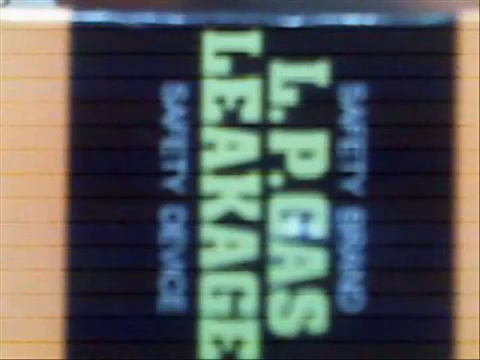 SAFETY BRAND
L.P.GAS
LEAKAGE
SAFETY DEVICE